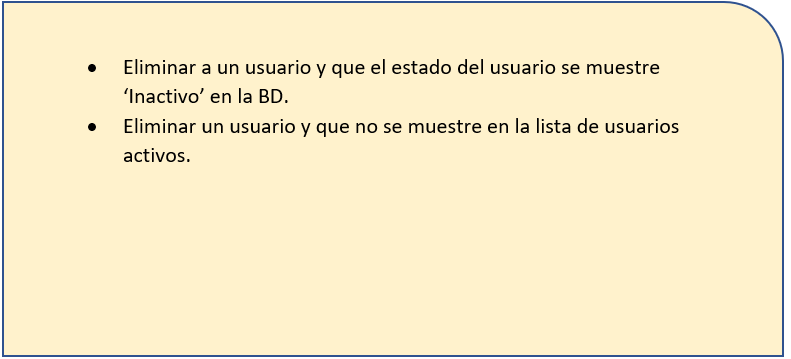 • Eliminar a un usuario y que el estado del usuario se muestre
‘Inactivo’ en la BD.
• Eliminar un usuario y que no se muestre en la lista de usuarios
activos.